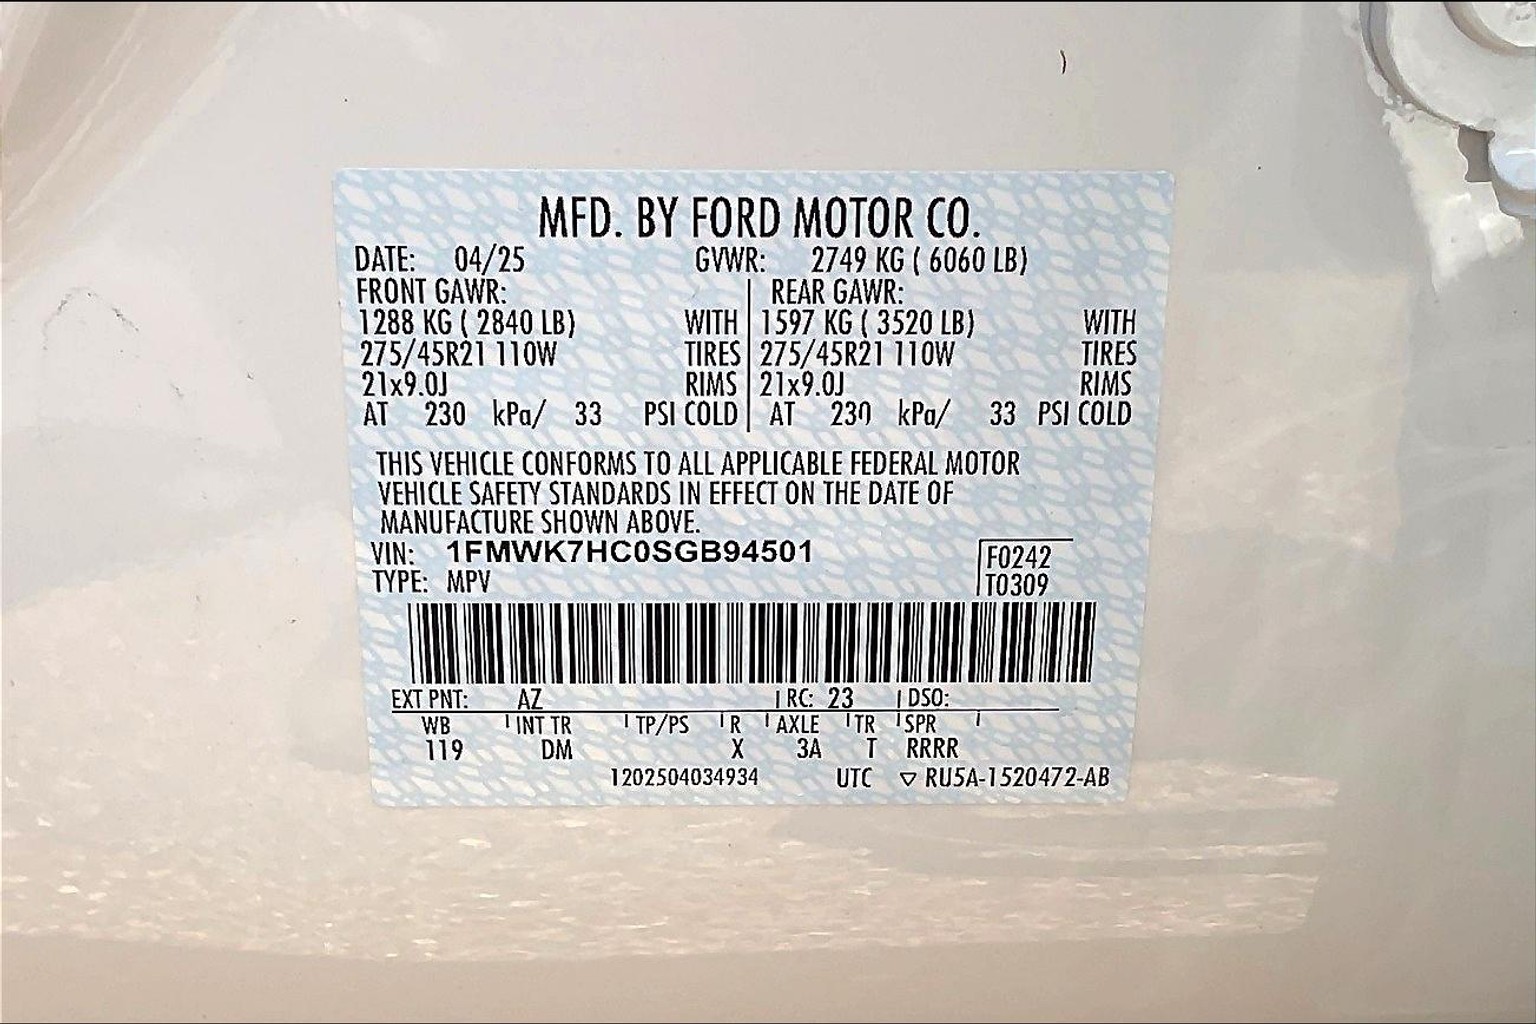 MFD. BY FORD MOTOR CO.
DATE: 04/25 GVWR: 2749 KG ( 6060 LB)
FRONT GAWR: REAR GAWR:
1288 KG ( 2840 LB) WITH 1597 KG ( 3520 LB) WITH
275/45R21 110W TIRES 275/45R21 110W TIRES
21x9.0J RIMS 21x9.0J RIMS
AT 230 kPa/ 33 PSI COLD AT 230 kPa/ 33 PSI COLD
THIS VEHICLE CONFORMS TO ALL APPLICABLE FEDERAL MOTOR
VEHICLE SAFETY STANDARDS IN EFFECT ON THE DATE OF
MANUFACTURE SHOWN ABOVE.
VIN: 1FMWK7HC0SGB94501 F0242
TYPE: MPV T0309
EXT PNT: AZ RC: 23 DSO:
WB INT TR TP/PS R AXLE TR SPR
119 DM X 3A T RRRR
1202504034934 UTC ▽ RU5A-1520472-AB